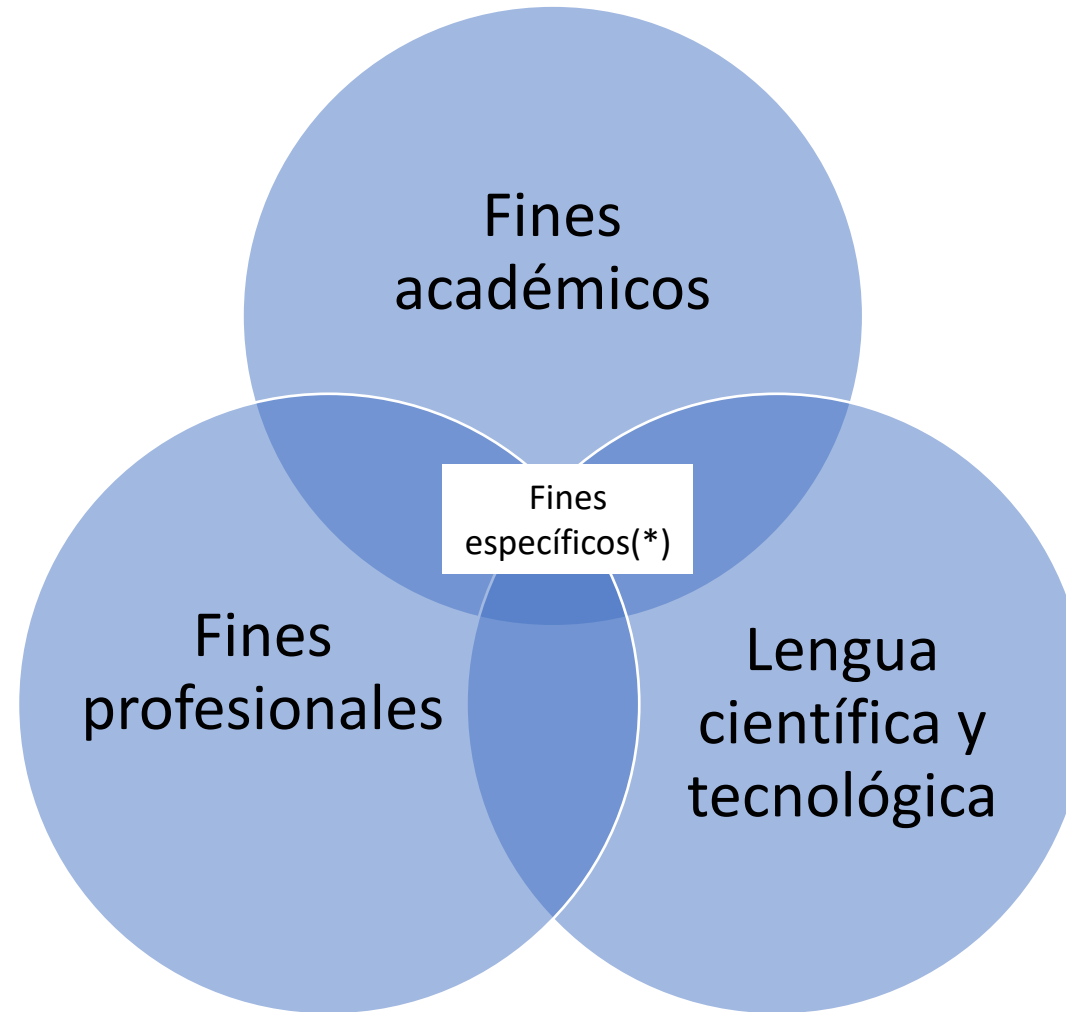 Fines
académicos
Fines
específicos(*)
Fines
profesionales
Lengua
científica y
tecnológica